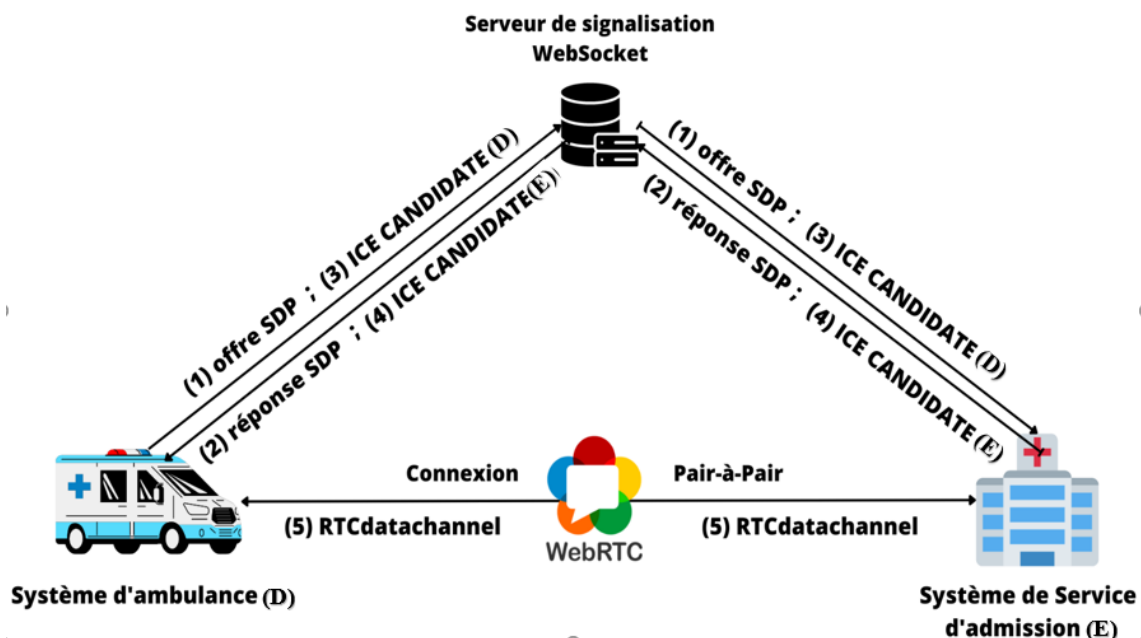 Serveur de signalisation
WebSocket
(1) offre SDP ; (3) ICE CANDIDATE (D)
(2) réponse SDP ; (4) ICE CANDIDATE(E)
(1) offre SDP ; (3) ICE CANDIDATE (D)
(2) réponse SDP ; (4) ICE CANDIDATE (E)
Connexion
Pair-à-Pair
(5) RTCdatachannel
(5) RTCdatachannel
WebRTC
Système d'ambulance (D)
Système de Service
d'admission (E)